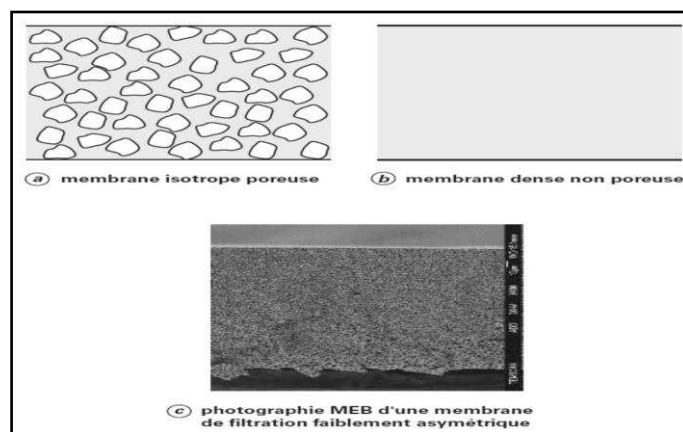 a membrane isotrope poreuse
b membrane dense non poreuse
c photographie MEB d'une membrane
de filtration faiblement asymétrique